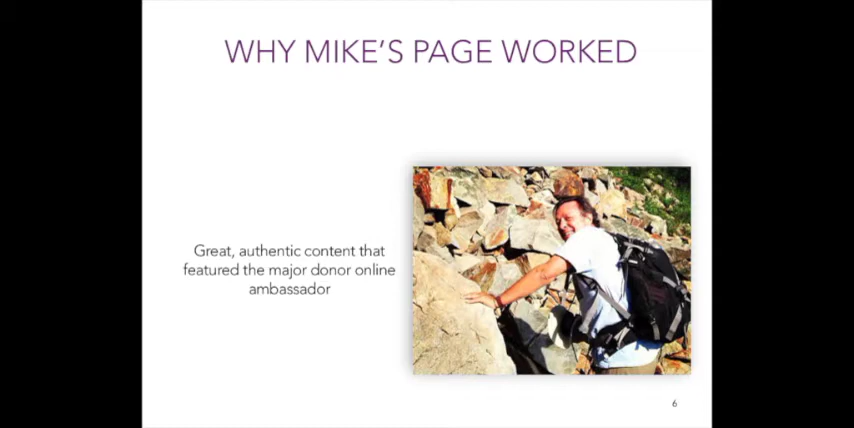 WHY MIKE'S PAGE WORKED
Great, authentic content that
featured the major donor online
ambassador
6